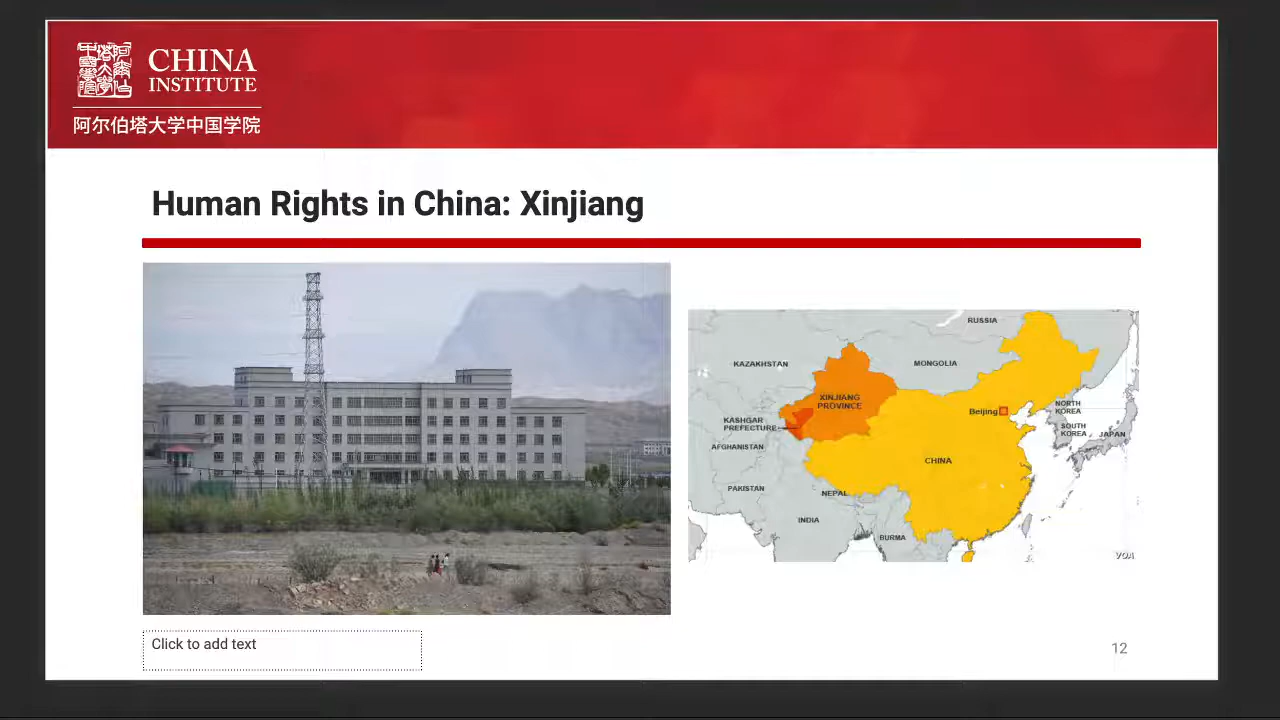 CHINA
INSTITUTE
阿尔伯塔大学中国学院
Human Rights in China: Xinjiang
RUSSIA
KAZAKHSTAN
MONGOLIA
XINJIANG
PROVINCE
Beijing
NORTH
KOREA
KASHGAR
PREFECTURE
SOUTH
KOREA
JAPAN
AFGHANISTAN
CHINA
PAKISTAN
NEPAL
INDIA
BURMA
VOA
Click to add text
12